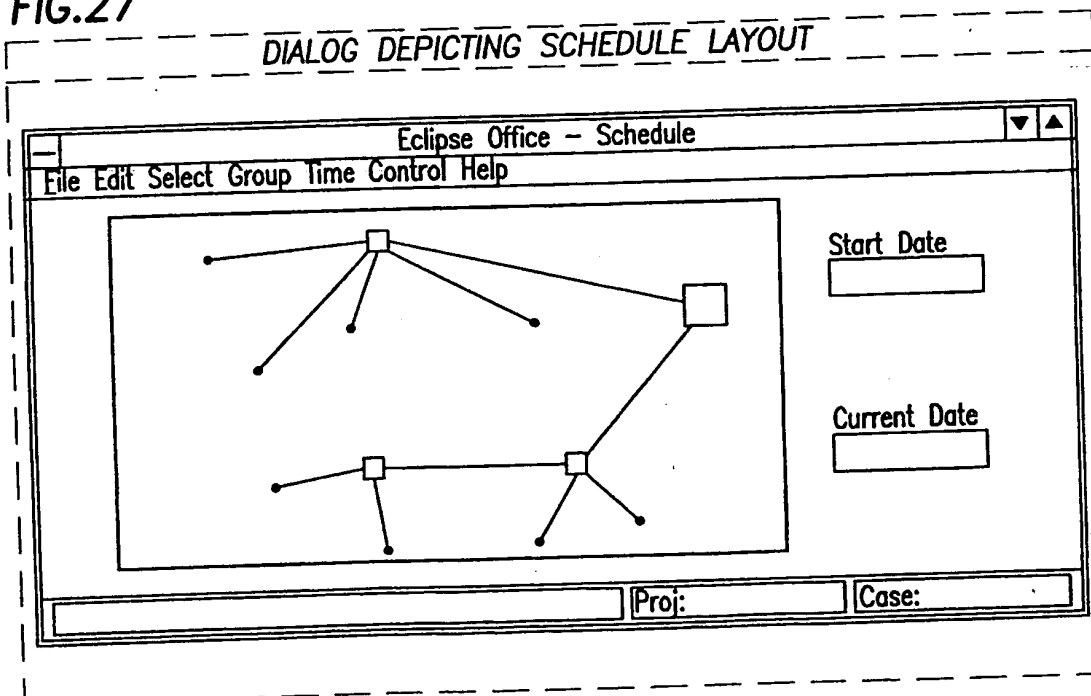 FIG.27
DIALOG DEPICTING SCHEDULE LAYOUT
Eclipse Office – Schedule
File Edit Select Group Time Control Help
Start Date
Current Date
Proj:
Case: